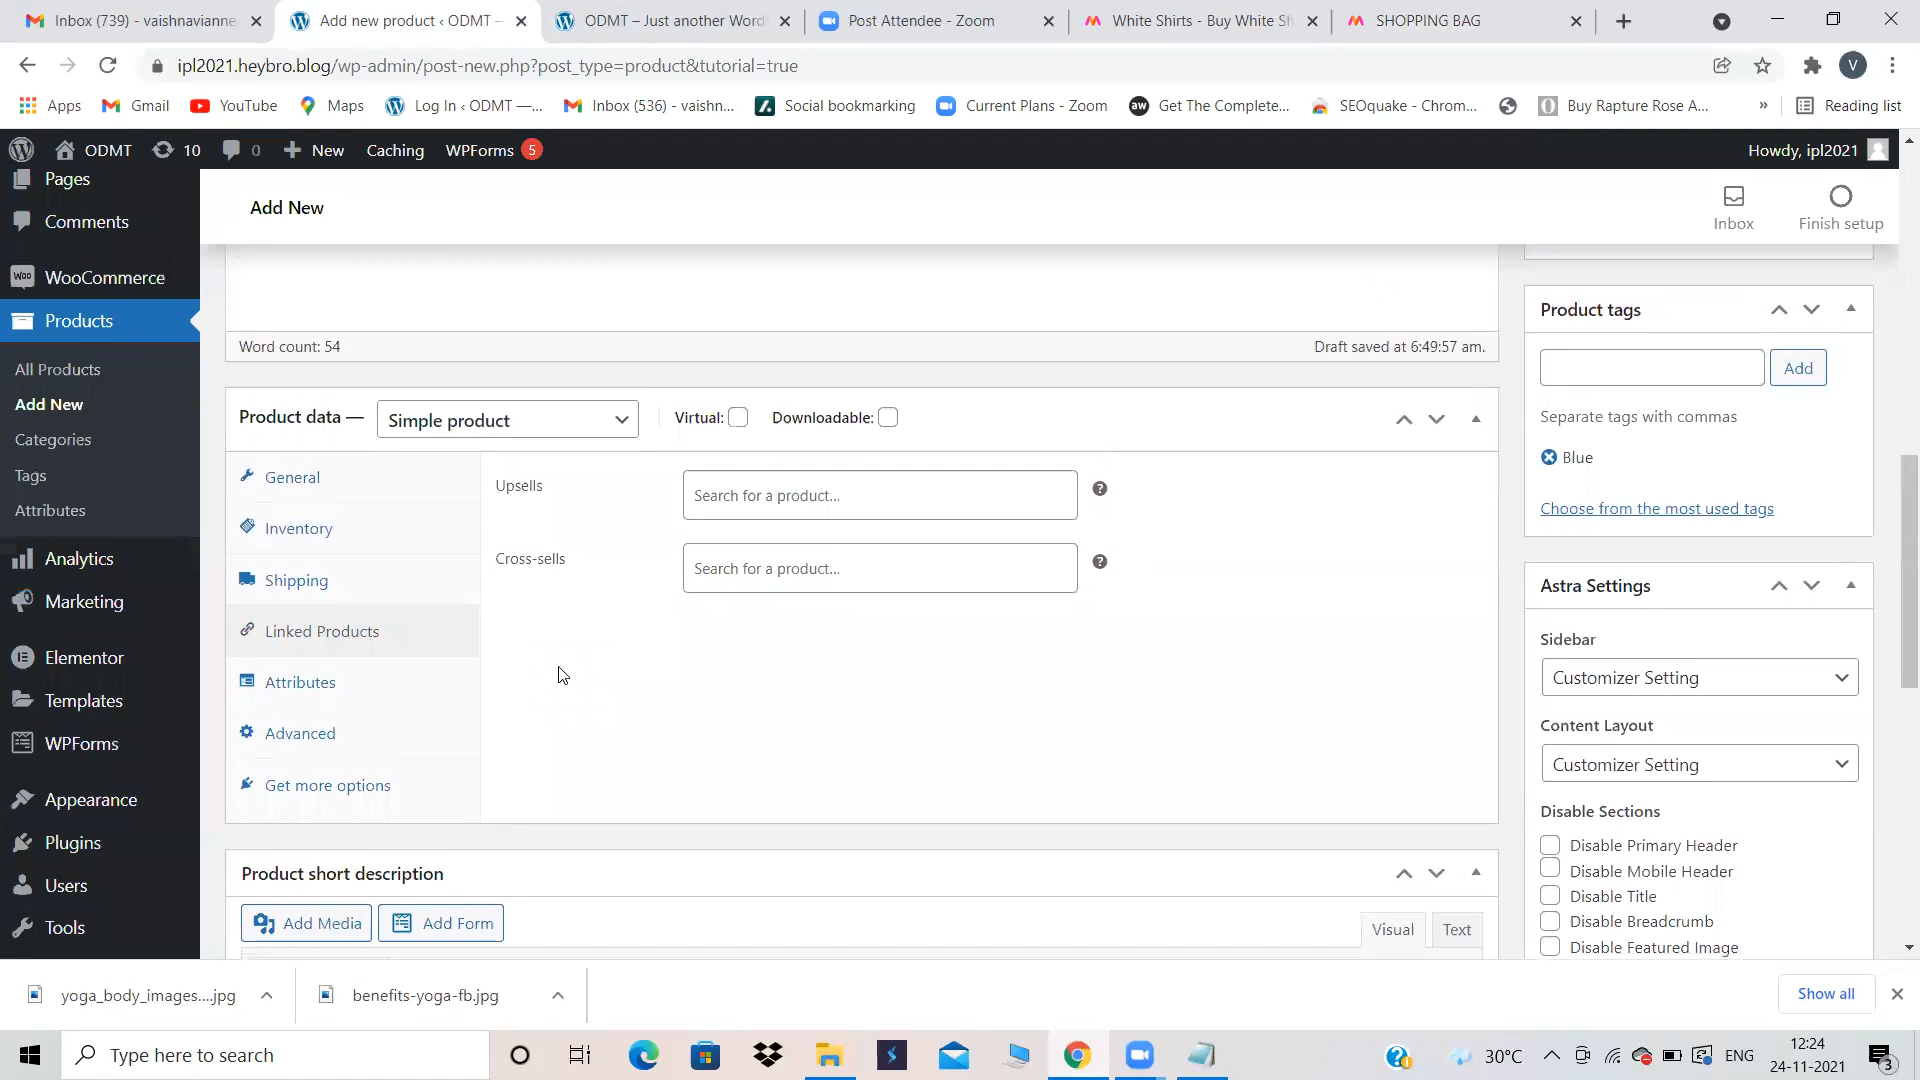 Inbox (739) - vaishnavianne
Add new product ‹ ODMT –
ODMT – Just another Word
Post Attendee - Zoom
White Shirts - Buy White Sh
SHOPPING BAG
ipl2021.heybro.blog/wp-admin/post-new.php?post_type=product&tutorial=true
V
Apps
Gmail
YouTube
Maps
Log In ‹ ODMT —...
Inbox (536) - vaishn...
Social bookmarking
Current Plans - Zoom
aw
Get The Complete...
SEOquake - Chrom...
Buy Rapture Rose A...
»
Reading list
ODMT
10
0
New
Caching
WPForms 5
Howdy, ipl2021
Pages
Comments
WooCommerce
Products
All Products
Add New
Categories
Tags
Attributes
Analytics
Marketing
Elementor
Templates
WPForms
Appearance
Plugins
Users
Tools
Add New
Inbox
Finish setup
Word count: 54
Draft saved at 6:49:57 am.
Product data —
Simple product
Virtual:
Downloadable:
General
Inventory
Shipping
Linked Products
Attributes
Advanced
Get more options
Upsells
Search for a product...
Cross-sells
Search for a product...
Product short description
Add Media
Add Form
Visual
Text
Product tags
Add
Separate tags with commas
Blue
Choose from the most used tags
Astra Settings
Sidebar
Customizer Setting
Content Layout
Customizer Setting
Disable Sections
Disable Primary Header
Disable Mobile Header
Disable Title
Disable Breadcrumb
Disable Featured Image
yoga_body_images....jpg
benefits-yoga-fb.jpg
Show all
Type here to search
30°C
ENG
12:24
24-11-2021
3